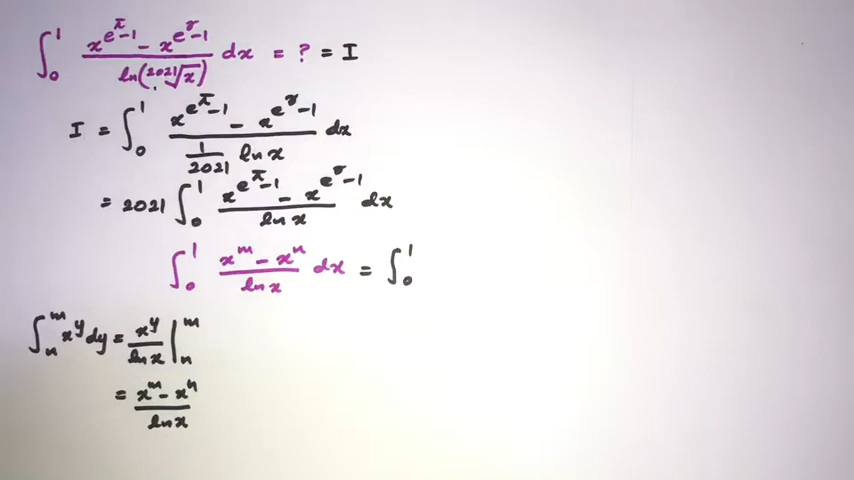 ∫₀¹ (x^(e^π−1) − x^(e^γ−1)) / ln(²⁰²¹√x) dx = ? = I
I = ∫₀¹ (x^(e^π−1) − x^(e^γ−1)) / (1/2021 ln x) dx
= 2021 ∫₀¹ (x^(e^π−1) − x^(e^γ−1)) / ln x dx
∫₀¹ (x^m − x^n) / ln x dx = ∫₀¹
∫ₙᵐ x^y dy = x^y / ln x |ₙᵐ
= (x^m − x^n) / ln x